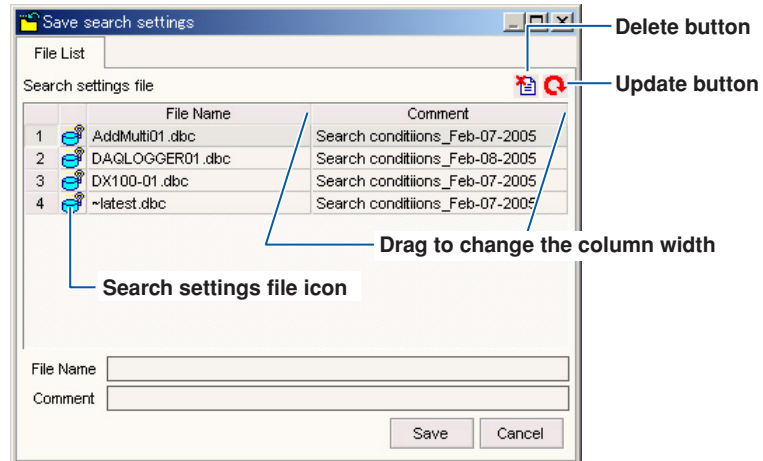 Save search settings
Delete button
File List
Search settings file
Update button
File Name Comment
1 AddMulti01.dbc Search conditiions_Feb-07-2005
2 DAQLOGGER01.dbc Search conditiions_Feb-08-2005
3 DX100-01.dbc Search conditiions_Feb-07-2005
4 ~latest.dbc Search conditiions_Feb-07-2005
Drag to change the column width
Search settings file icon
File Name
Comment
Save Cancel